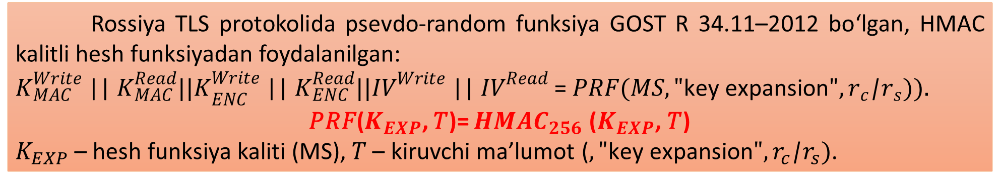 Rossiya TLS protokolida psevdo-random funksiya GOST R 34.11–2012 bo‘lgan, HMAC
kalitli hesh funksiyadan foydalanilgan:
$K_{MAC}^{Write}$ || $K_{MAC}^{Read}$||$K_{ENC}^{Write}$ || $K_{ENC}^{Read}$||$IV^{Write}$ || $IV^{Read}$ = $PRF(MS,$"key expansion",$r_c/r_s))$.
$PRF(K_{EXP}, T)= HMAC_{256} (K_{EXP}, T)$
$K_{EXP}$ – hesh funksiya kaliti (MS), $T$ – kiruvchi ma’lumot (, "key expansion",$r_c/r_s)$.